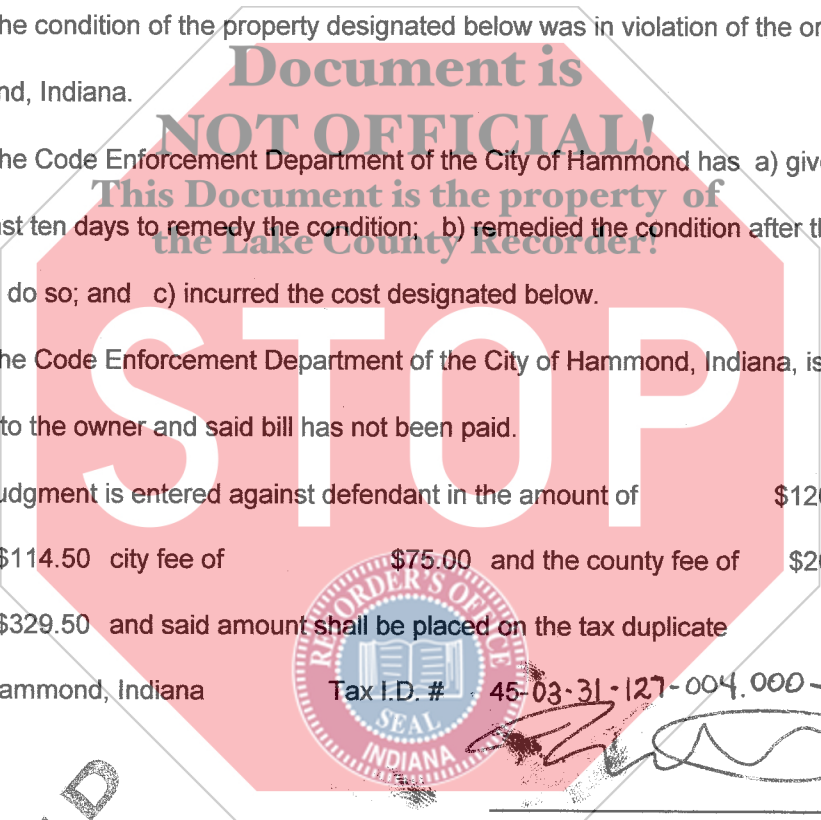 he condition of the property designated below was in violation of the or
Document is
nd, Indiana.
NOT OFFICIAL!
he Code Enforcement Department of the City of Hammond has a) give
This Document is the property of
st ten days to remedy the condition; b) remedied the condition after th
the Lake County Recorder!
do so; and c) incurred the cost designated below.
STOP
he Code Enforcement Department of the City of Hammond, Indiana, is
to the owner and said bill has not been paid.
udgment is entered against defendant in the amount of $120
$114.50 city fee of $75.00 and the county fee of $20
$329.50 and said amount shall be placed on the tax duplicate
ammond, Indiana Tax I.D. # 45-03-31-127-004.000-
RECORDER'S OFFICE
SEAL
INDIANA
D